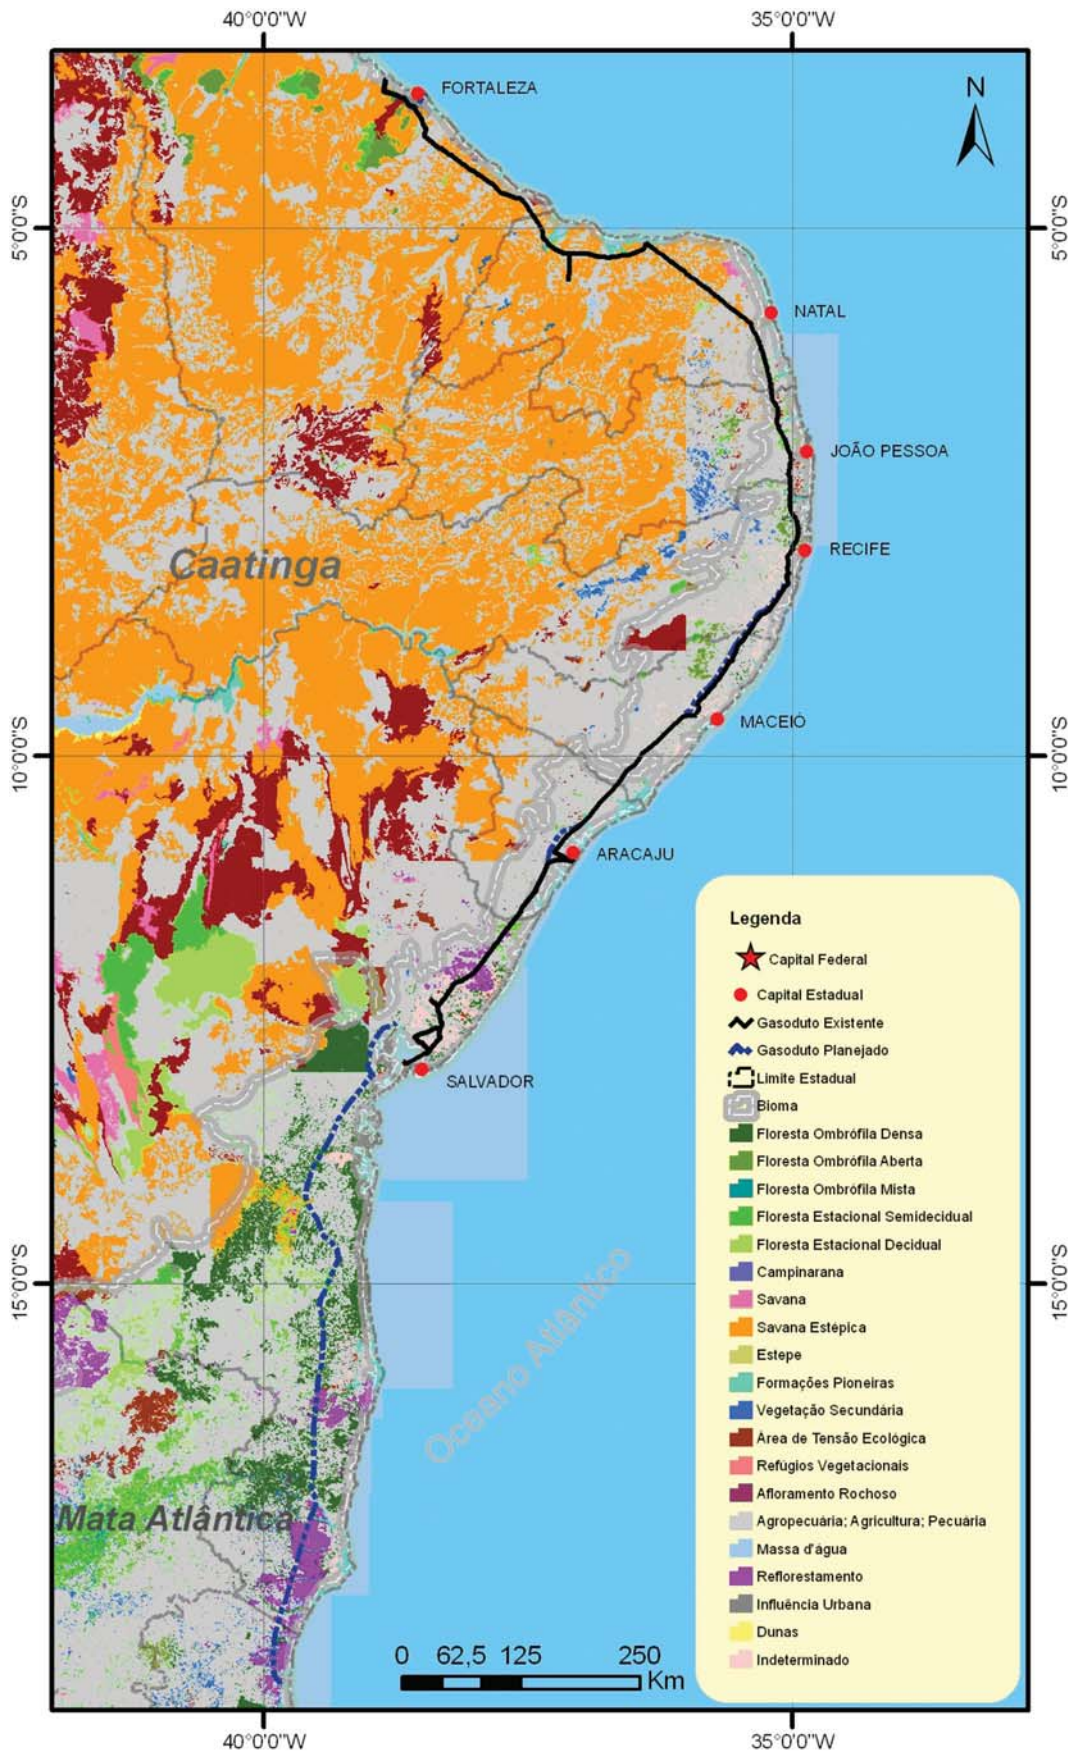 40°0'0"W 35°0'0"W
N
FORTALEZA
5°0'0"S 5°0'0"S
NATAL
JOÃO PESSOA
RECIFE
Caatinga
MACEIÓ
10°0'0"S 10°0'0"S
ARACAJU
SALVADOR
15°0'0"S 15°0'0"S
Oceano Atlântico
Mata Atlântica
Legenda
Capital Federal
Capital Estadual
Gasoduto Existente
Gasoduto Planejado
Limite Estadual
Bioma
Floresta Ombrófila Densa
Floresta Ombrófila Aberta
Floresta Ombrófila Mista
Floresta Estacional Semidecidual
Floresta Estacional Decidual
Campinarana
Savana
Savana Estépica
Estepe
Formações Pioneiras
Vegetação Secundária
Área de Tensão Ecológica
Refúgios Vegetacionais
Afloramento Rochoso
Agropecuária; Agricultura; Pecuária
Massa d'água
Reflorestamento
Influência Urbana
Dunas
Indeterminado
0 62,5 125 250
Km
40°0'0"W 35°0'0"W